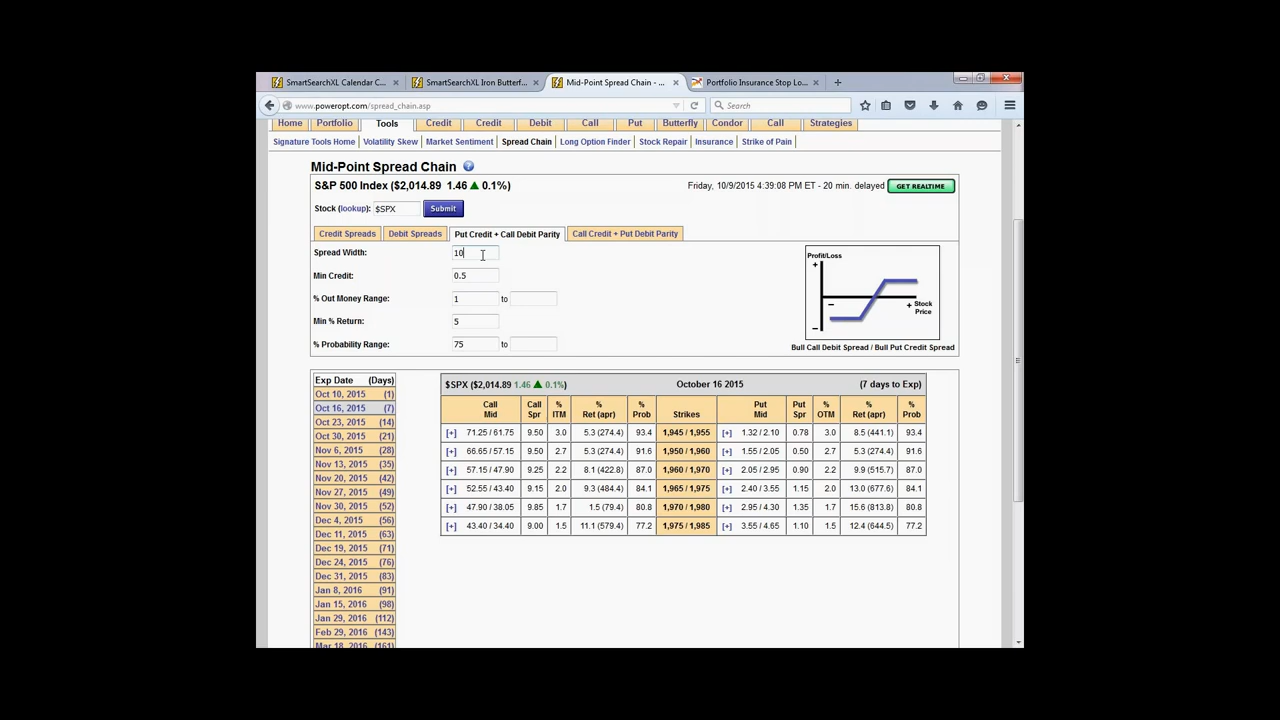 SmartSearchXL Calendar C...
SmartSearchXL Iron Butterf...
Mid-Point Spread Chain - ...
Portfolio Insurance Stop Lo...
www.poweropt.com/spread_chain.asp
Search
Home Portfolio Tools Credit Credit Debit Call Put Butterfly Condor Call Strategies
Signature Tools Home Volatility Skew Market Sentiment Spread Chain Long Option Finder Stock Repair Insurance Strike of Pain
Mid-Point Spread Chain ?
S&P 500 Index ($2,014.89 1.46 ▲ 0.1%)
Friday, 10/9/2015 4:39:08 PM ET - 20 min. delayed GET REALTIME
Stock (lookup): $SPX Submit
Credit Spreads Debit Spreads Put Credit + Call Debit Parity Call Credit + Put Debit Parity
Spread Width: 10
Min Credit: 0.5
% Out Money Range: 1 to
Min % Return: 5
% Probability Range: 75 to
Profit/Loss
+
–
– + Stock
Price
Bull Call Debit Spread / Bull Put Credit Spread
Exp Date (Days)
Oct 10, 2015 (1)
Oct 16, 2015 (7)
Oct 23, 2015 (14)
Oct 30, 2015 (21)
Nov 6, 2015 (28)
Nov 13, 2015 (35)
Nov 20, 2015 (42)
Nov 27, 2015 (49)
Nov 30, 2015 (52)
Dec 4, 2015 (56)
Dec 11, 2015 (63)
Dec 19, 2015 (71)
Dec 24, 2015 (76)
Dec 31, 2015 (83)
Jan 8, 2016 (91)
Jan 15, 2016 (98)
Jan 29, 2016 (112)
Feb 29, 2016 (143)
Mar 18, 2016 (161)
$SPX ($2,014.89 1.46 ▲ 0.1%) October 16 2015 (7 days to Exp)
Call Mid Call Spr % ITM % Ret (apr) % Prob Strikes Put Mid Put Spr % OTM % Ret (apr) % Prob
[+] 71.25 / 61.75 9.50 3.0 5.3 (274.4) 93.4 1,945 / 1,955 [+] 1.32 / 2.10 0.78 3.0 8.5 (441.1) 93.4
[+] 66.65 / 57.15 9.50 2.7 5.3 (274.4) 91.6 1,950 / 1,960 [+] 1.55 / 2.05 0.50 2.7 5.3 (274.4) 91.6
[+] 57.15 / 47.90 9.25 2.2 8.1 (422.8) 87.0 1,960 / 1,970 [+] 2.05 / 2.95 0.90 2.2 9.9 (515.7) 87.0
[+] 52.55 / 43.40 9.15 2.0 9.3 (484.4) 84.1 1,965 / 1,975 [+] 2.40 / 3.55 1.15 2.0 13.0 (677.6) 84.1
[+] 47.90 / 38.05 9.85 1.7 1.5 (79.4) 80.8 1,970 / 1,980 [+] 2.95 / 4.30 1.35 1.7 15.6 (813.8) 80.8
[+] 43.40 / 34.40 9.00 1.5 11.1 (579.4) 77.2 1,975 / 1,985 [+] 3.55 / 4.65 1.10 1.5 12.4 (644.5) 77.2